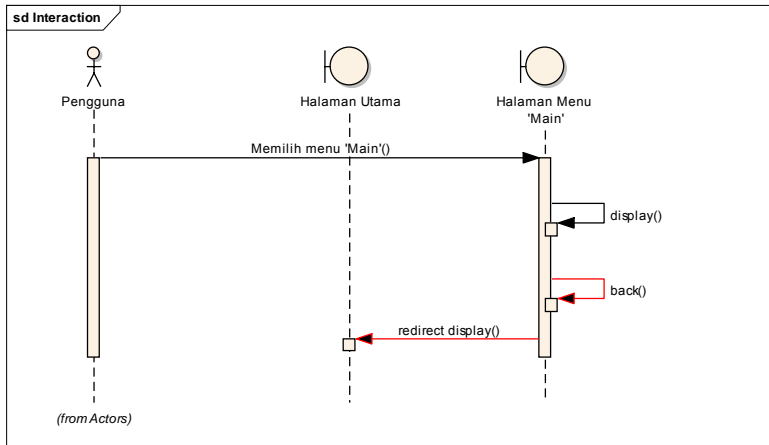 sd Interaction
Pengguna
Halaman Utama
Halaman Menu
'Main'
Memilih menu 'Main'()
display()
back()
redirect display()
(from Actors)